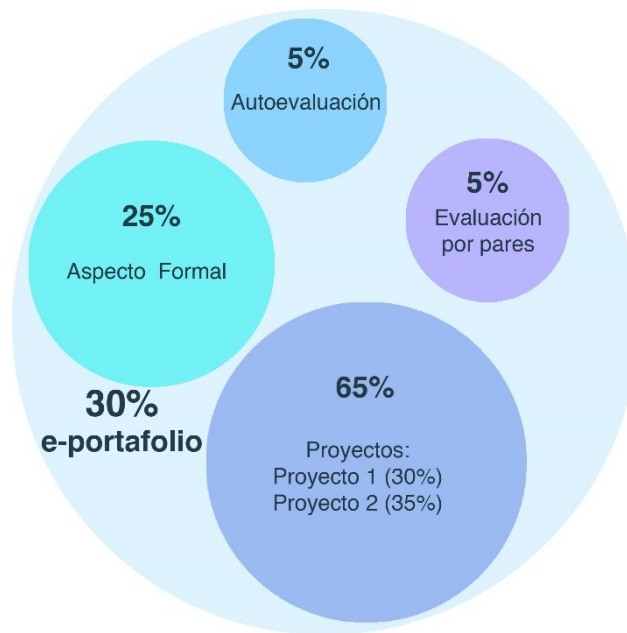 5%
Autoevaluación
5%
Evaluación
por pares
25%
Aspecto Formal
30%
e-portafolio
65%
Proyectos:
Proyecto 1 (30%)
Proyecto 2 (35%)